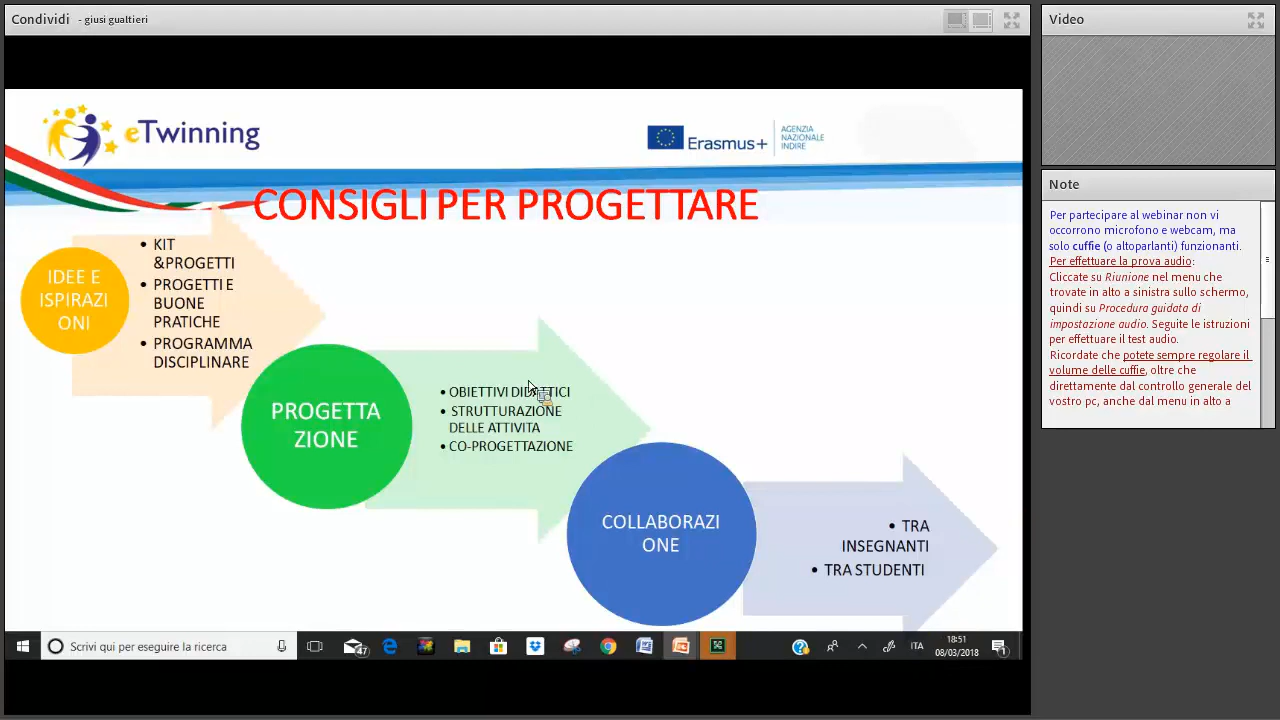 Condividi - giusi gualtieri
Video
eTwinning
Erasmus+
AGENZIA
NAZIONALE
INDIRE
CONSIGLI PER PROGETTARE
IDEE E
ISPIRAZI
ONI
• KIT
&PROGETTI
• PROGETTI E
BUONE
PRATICHE
• PROGRAMMA
DISCIPLINARE
PROGETTA
ZIONE
• OBIETTIVI DIDATTICI
• STRUTTURAZIONE
DELLE ATTIVITA
• CO-PROGETTAZIONE
COLLABORAZI
ONE
• TRA
INSEGNANTI
• TRA STUDENTI
Note
Per partecipare al webinar non vi
occorrono microfono e webcam, ma
solo cuffie (o altoparlanti) funzionanti.
Per effettuare la prova audio:
Cliccate su Riunione nel menu che
trovate in alto a sinistra sullo schermo,
quindi su Procedura guidata di
impostazione audio. Seguite le istruzioni
per effettuare il test audio.
Ricordate che potete sempre regolare il
volume delle cuffie, oltre che
direttamente dal controllo generale del
vostro pc, anche dal menu in alto a
Scrivi qui per eseguire la ricerca
47
ITA
18:51
08/03/2018
1